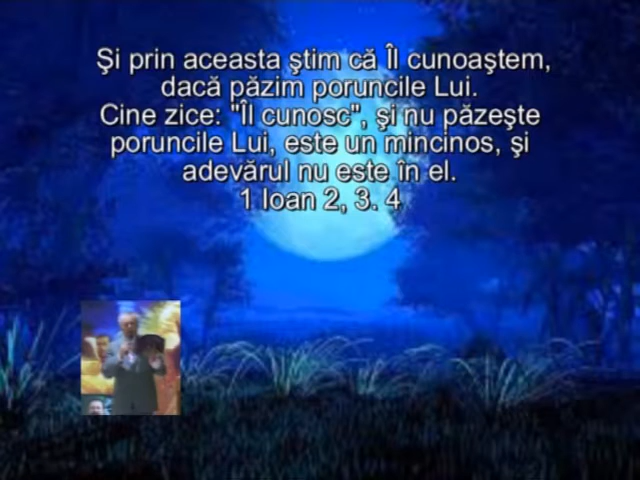 Şi prin aceasta ştim că Îl cunoaştem,
dacă păzim poruncile Lui.
Cine zice: "Îl cunosc", şi nu păzeşte
poruncile Lui, este un mincinos, şi
adevărul nu este în el.
1 Ioan 2, 3. 4